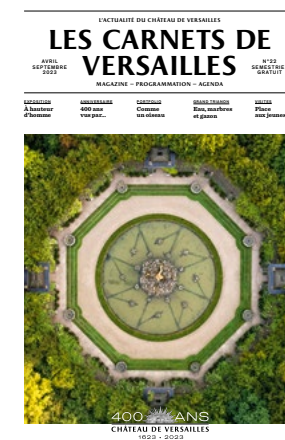 L'ACTUALITÉ DU CHÂTEAU DE VERSAILLES
LES CARNETS DE
VERSAILLES
AVRIL
SEPTEMBRE
2023
N°22
SEMESTRIEL
GRATUIT
MAGAZINE – PROGRAMMATION – AGENDA
EXPOSITION
À hauteur
d'homme
ANNIVERSAIRE
400 ans
vus par…
PORTFOLIO
Comme
un oiseau
GRAND TRIANON
Eau, marbres
et gazon
VISITES
Place
aux jeunes
400 ANS
CHÂTEAU DE VERSAILLES
1623 • 2023